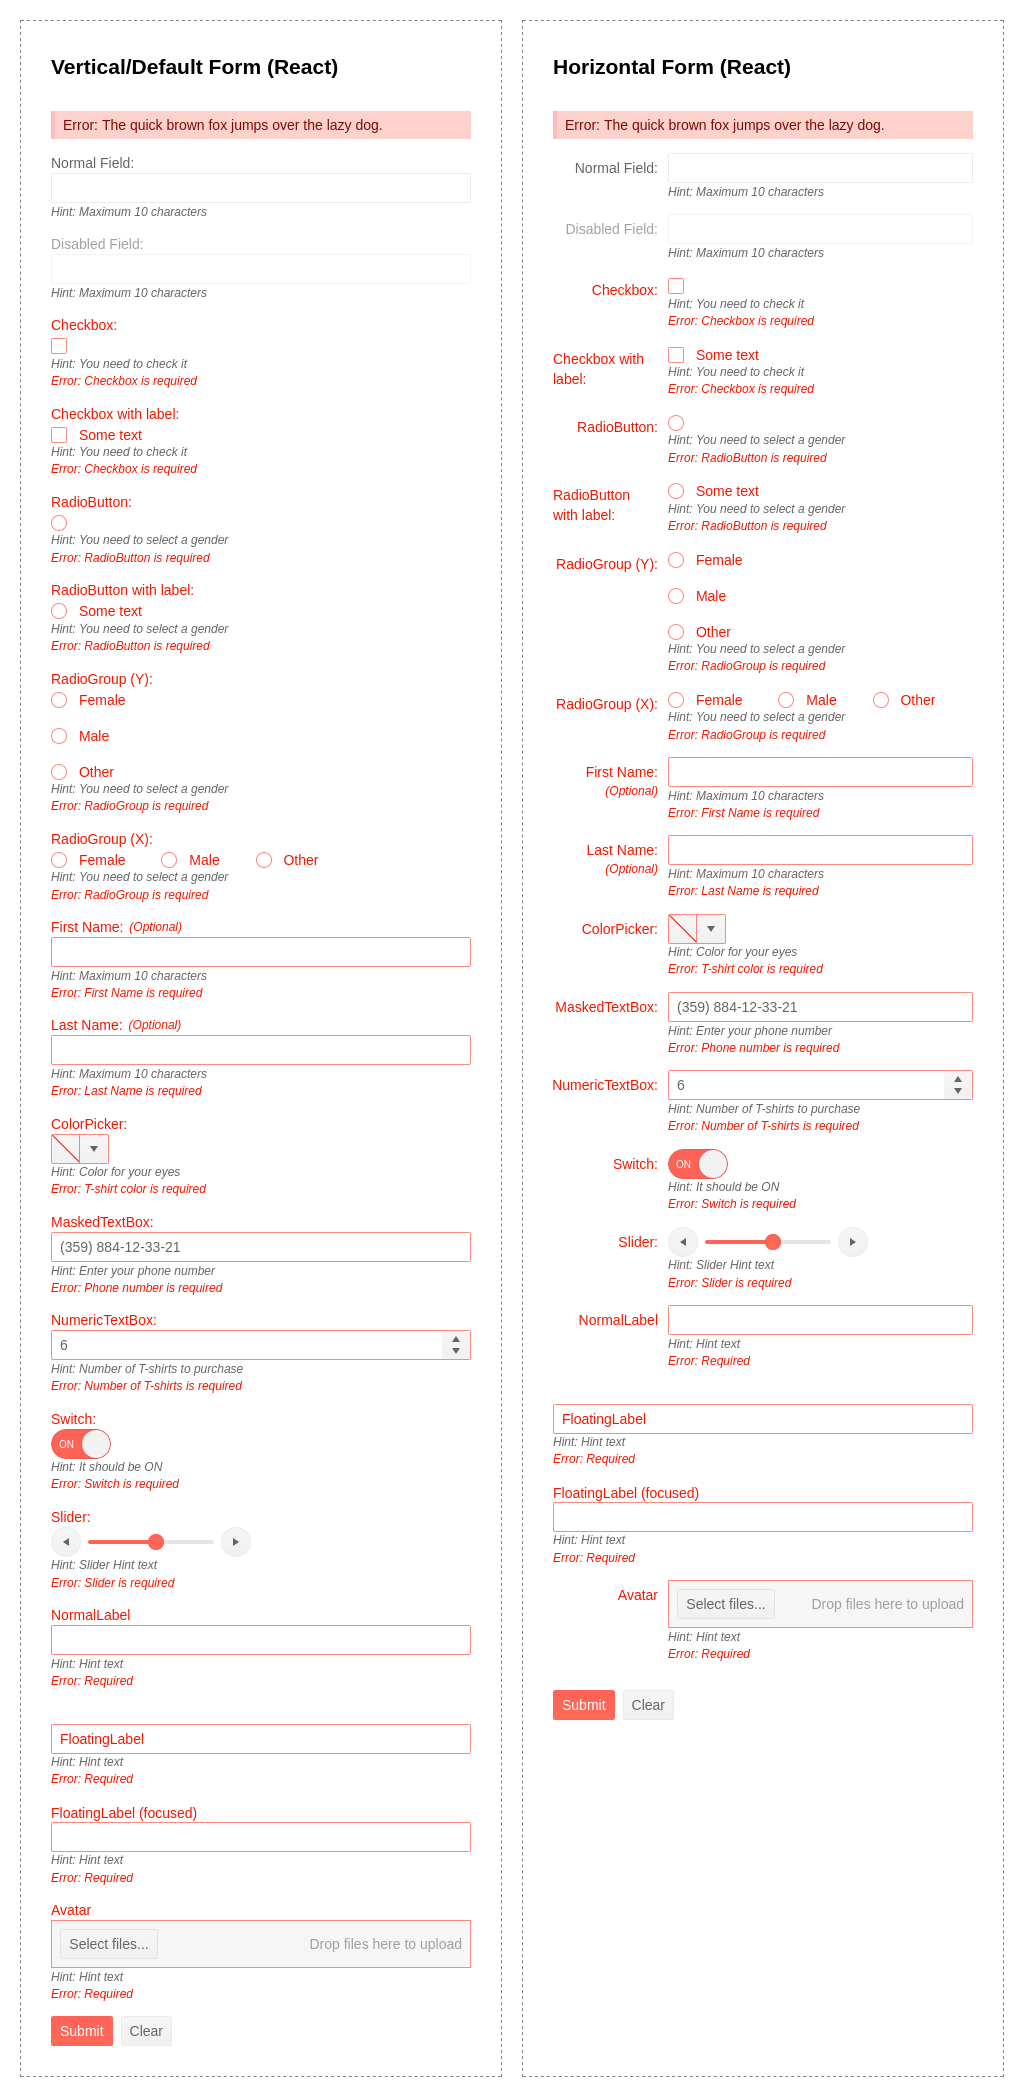 Vertical/Default Form (React)
Error: The quick brown fox jumps over the lazy dog.
Normal Field:
Hint: Maximum 10 characters
Disabled Field:
Hint: Maximum 10 characters
Checkbox:
Hint: You need to check it
Error: Checkbox is required
Checkbox with label:
Some text
Hint: You need to check it
Error: Checkbox is required
RadioButton:
Hint: You need to select a gender
Error: RadioButton is required
RadioButton with label:
Some text
Hint: You need to select a gender
Error: RadioButton is required
RadioGroup (Y):
Female
Male
Other
Hint: You need to select a gender
Error: RadioGroup is required
RadioGroup (X):
Female Male Other
Hint: You need to select a gender
Error: RadioGroup is required
First Name: (Optional)
Hint: Maximum 10 characters
Error: First Name is required
Last Name: (Optional)
Hint: Maximum 10 characters
Error: Last Name is required
ColorPicker:
Hint: Color for your eyes
Error: T-shirt color is required
MaskedTextBox:
(359) 884-12-33-21
Hint: Enter your phone number
Error: Phone number is required
NumericTextBox:
6
Hint: Number of T-shirts to purchase
Error: Number of T-shirts is required
Switch:
ON
Hint: It should be ON
Error: Switch is required
Slider:
Hint: Slider Hint text
Error: Slider is required
NormalLabel
Hint: Hint text
Error: Required
FloatingLabel
Hint: Hint text
Error: Required
FloatingLabel (focused)
Hint: Hint text
Error: Required
Avatar
Select files... Drop files here to upload
Hint: Hint text
Error: Required
Submit Clear
Horizontal Form (React)
Error: The quick brown fox jumps over the lazy dog.
Normal Field:
Hint: Maximum 10 characters
Disabled Field:
Hint: Maximum 10 characters
Checkbox:
Hint: You need to check it
Error: Checkbox is required
Checkbox with
label:
Some text
Hint: You need to check it
Error: Checkbox is required
RadioButton:
Hint: You need to select a gender
Error: RadioButton is required
RadioButton
with label:
Some text
Hint: You need to select a gender
Error: RadioButton is required
RadioGroup (Y):
Female
Male
Other
Hint: You need to select a gender
Error: RadioGroup is required
RadioGroup (X):
Female Male Other
Hint: You need to select a gender
Error: RadioGroup is required
First Name:
(Optional)
Hint: Maximum 10 characters
Error: First Name is required
Last Name:
(Optional)
Hint: Maximum 10 characters
Error: Last Name is required
ColorPicker:
Hint: Color for your eyes
Error: T-shirt color is required
MaskedTextBox:
(359) 884-12-33-21
Hint: Enter your phone number
Error: Phone number is required
NumericTextBox:
6
Hint: Number of T-shirts to purchase
Error: Number of T-shirts is required
Switch:
ON
Hint: It should be ON
Error: Switch is required
Slider:
Hint: Slider Hint text
Error: Slider is required
NormalLabel
Hint: Hint text
Error: Required
FloatingLabel
Hint: Hint text
Error: Required
FloatingLabel (focused)
Hint: Hint text
Error: Required
Avatar
Select files... Drop files here to upload
Hint: Hint text
Error: Required
Submit Clear